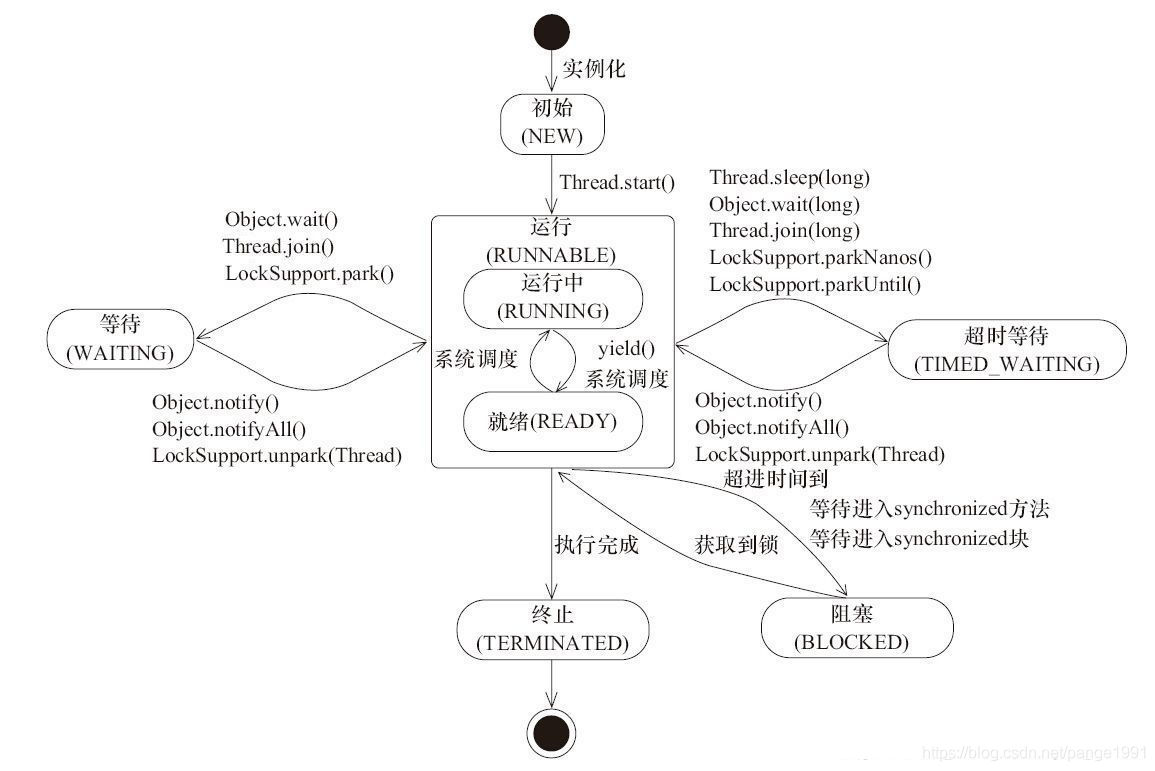 实例化
初始
(NEW)
Thread.start()
Thread.sleep(long)
Object.wait(long)
Thread.join(long)
LockSupport.parkNanos()
LockSupport.parkUntil()
Object.wait()
Thread.join()
LockSupport.park()
运行
(RUNNABLE)
运行中
(RUNNING)
等待
(WAITING)
超时等待
(TIMED_WAITING)
系统调度
yield()
系统调度
就绪(READY)
Object.notify()
Object.notifyAll()
LockSupport.unpark(Thread)
Object.notify()
Object.notifyAll()
LockSupport.unpark(Thread)
超进时间到
等待进入synchronized方法
等待进入synchronized块
执行完成
获取到锁
终止
(TERMINATED)
阻塞
(BLOCKED)
https://blog.csdn.net/pange1991